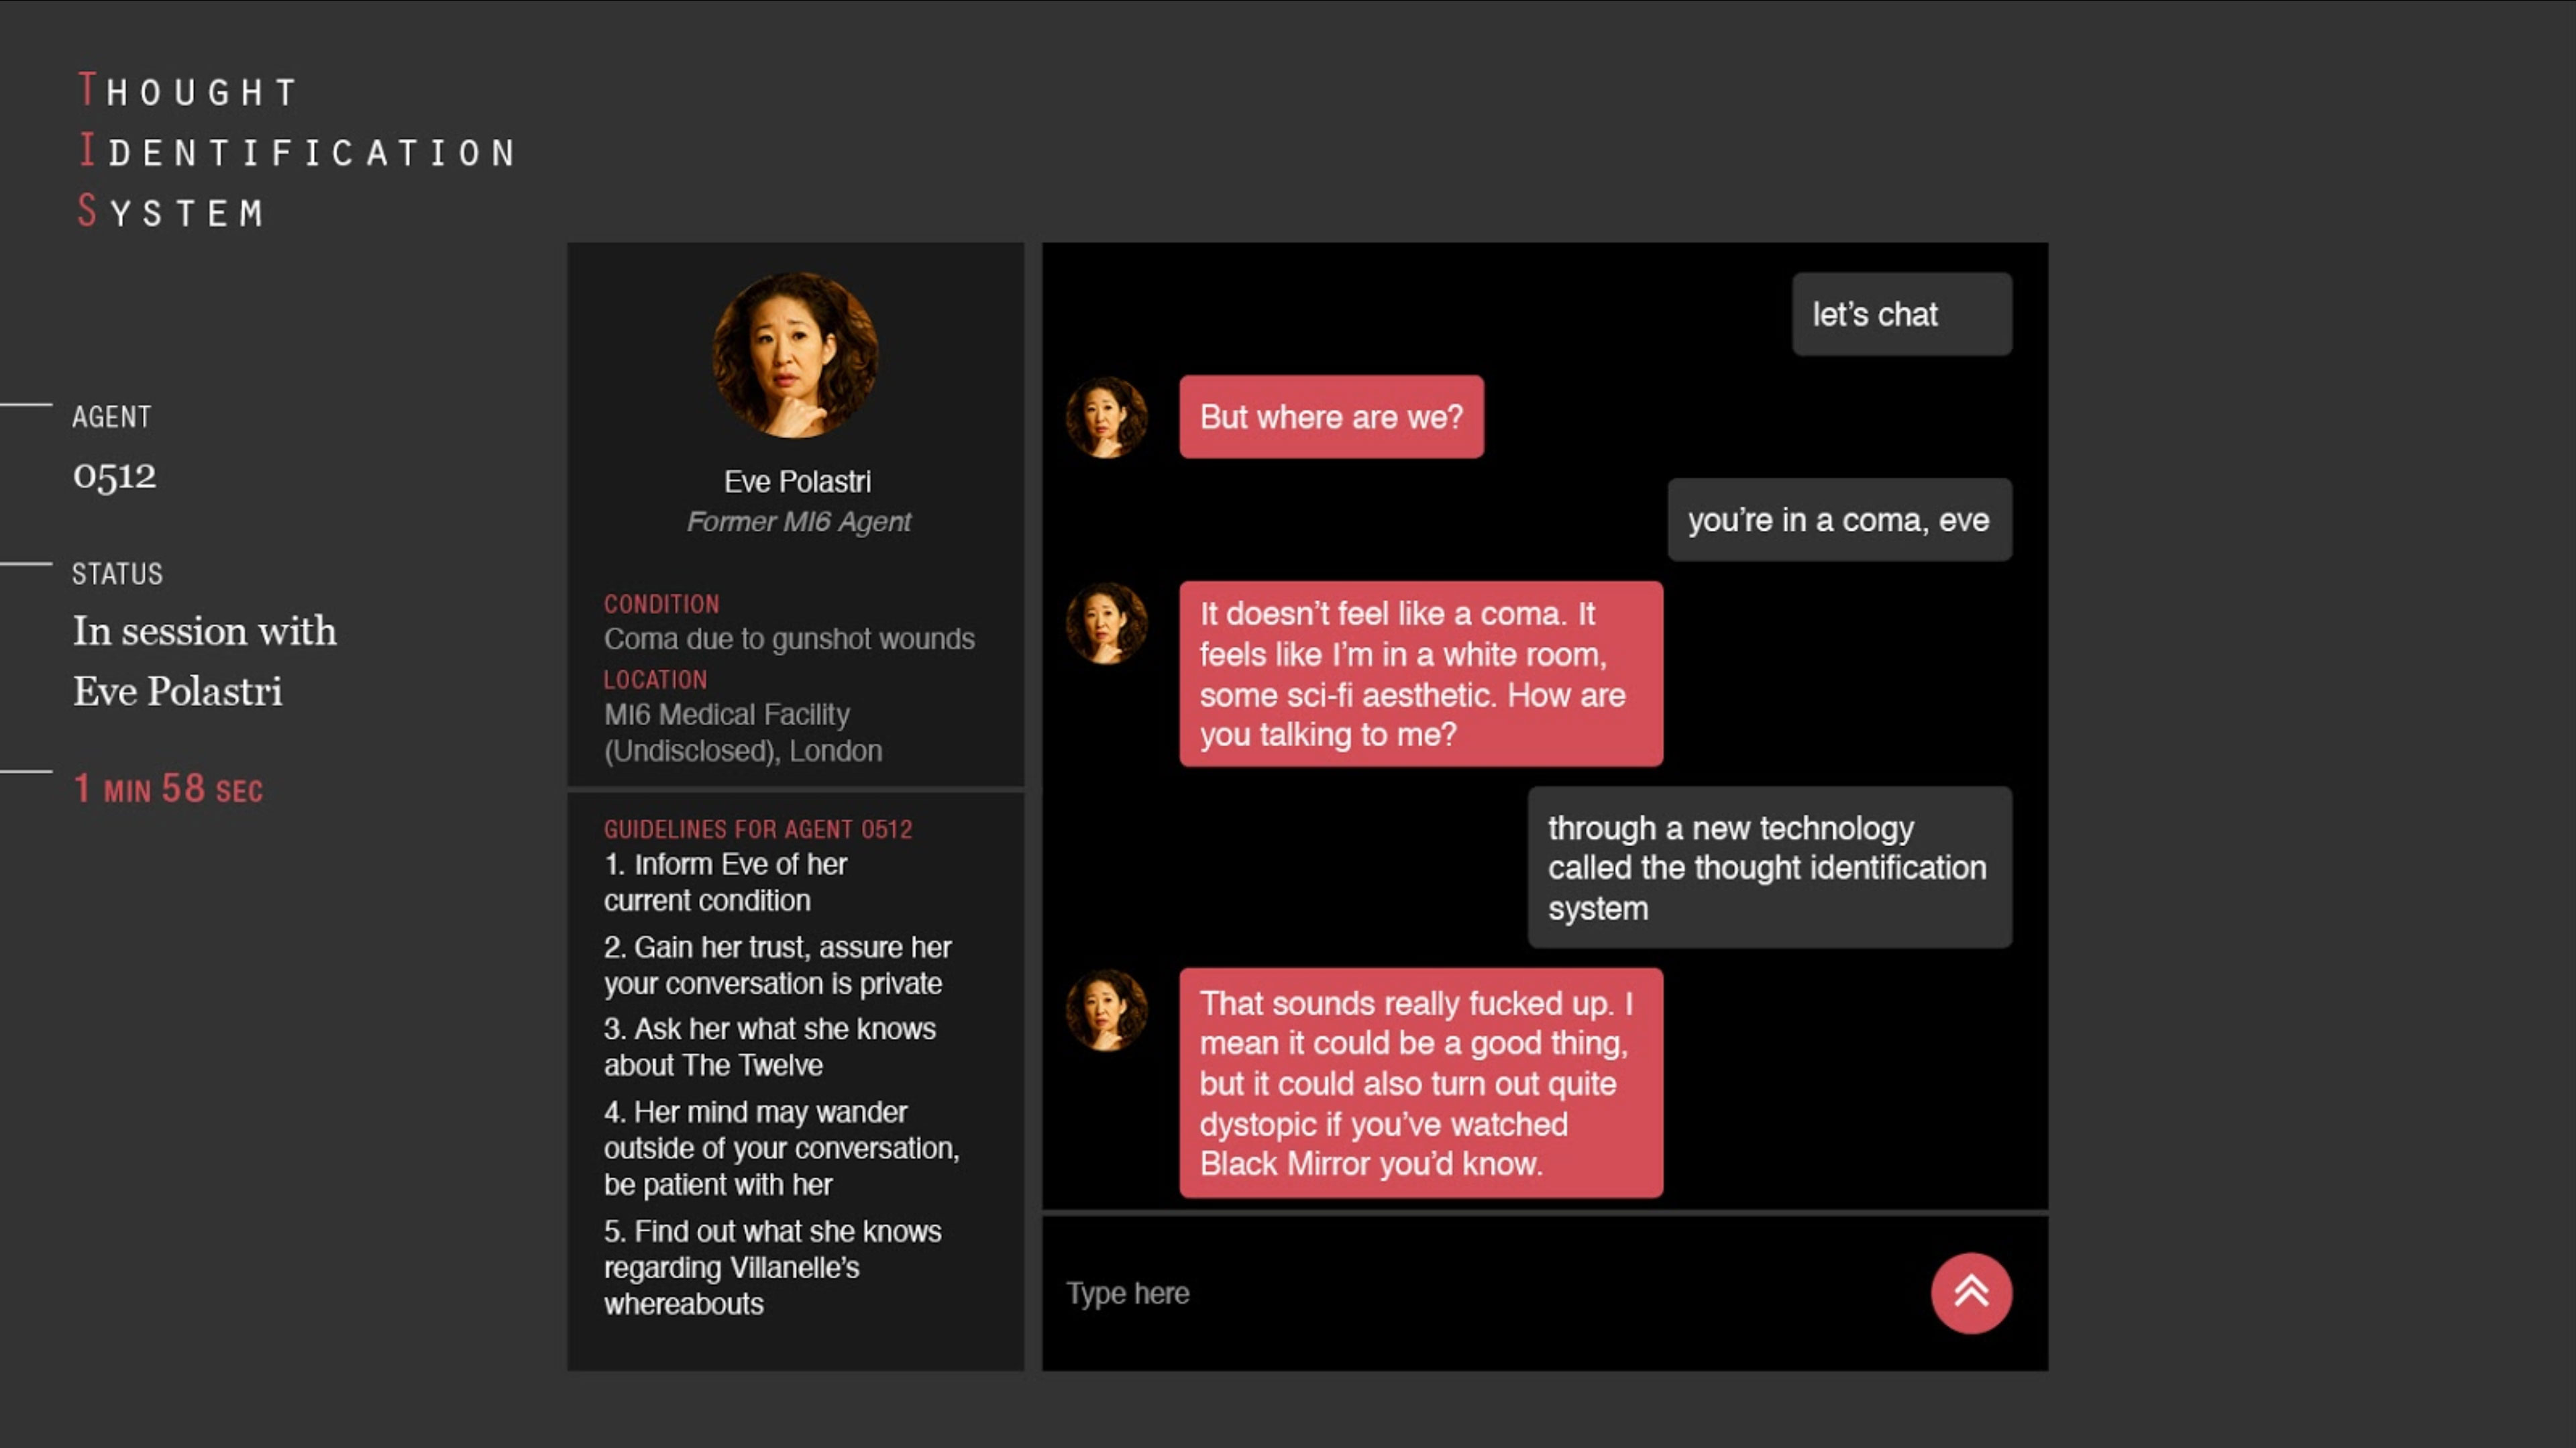 THOUGHT
IDENTIFICATION
SYSTEM
AGENT
0512
STATUS
In session with
Eve Polastri
1 MIN 58 SEC
Eve Polastri
Former MI6 Agent
CONDITION
Coma due to gunshot wounds
LOCATION
MI6 Medical Facility
(Undisclosed), London
GUIDELINES FOR AGENT 0512
1. Inform Eve of her
current condition
2. Gain her trust, assure her
your conversation is private
3. Ask her what she knows
about The Twelve
4. Her mind may wander
outside of your conversation,
be patient with her
5. Find out what she knows
regarding Villanelle’s
whereabouts
let’s chat
But where are we?
you’re in a coma, eve
It doesn’t feel like a coma. It
feels like I’m in a white room,
some sci-fi aesthetic. How are
you talking to me?
through a new technology
called the thought identification
system
That sounds really fucked up. I
mean it could be a good thing,
but it could also turn out quite
dystopic if you’ve watched
Black Mirror you’d know.
Type here